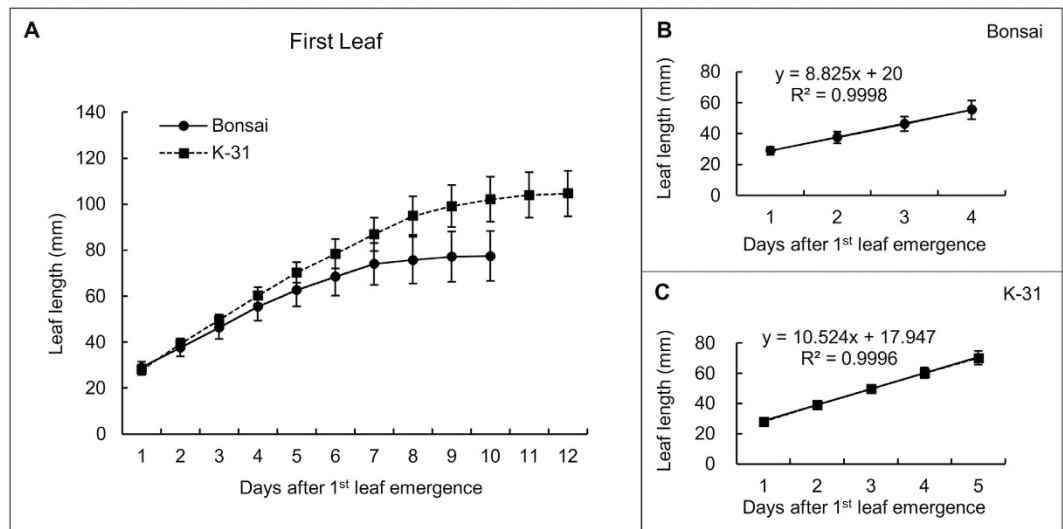 A
First Leaf
Bonsai
K-31
Leaf length (mm)
140
120
100
80
60
40
20
0
1 2 3 4 5 6 7 8 9 10 11 12
Days after 1st leaf emergence
B
Bonsai
y = 8.825x + 20
R² = 0.9998
Leaf length (mm)
80
60
40
20
0
1 2 3 4
Days after 1st leaf emergence
C
K-31
y = 10.524x + 17.947
R² = 0.9996
Leaf length (mm)
80
60
40
20
0
1 2 3 4 5
Days after 1st leaf emergence